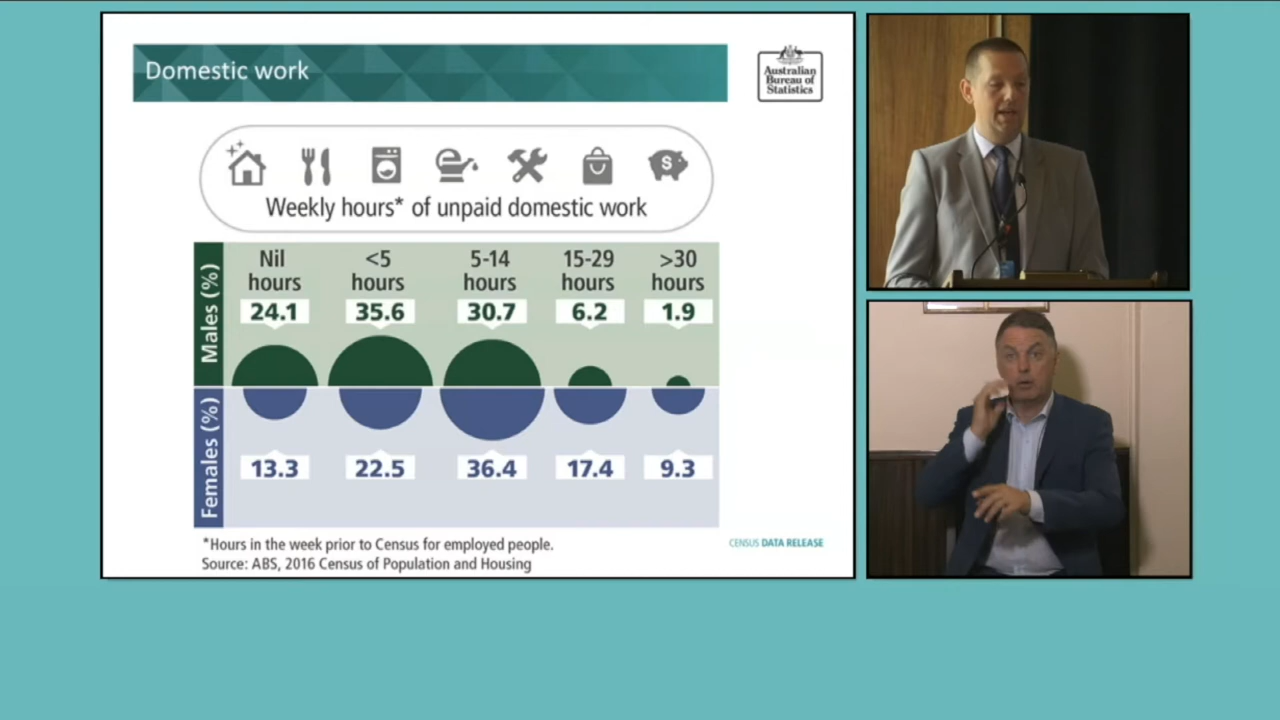 Domestic work
Australian
Bureau of
Statistics
S
Weekly hours* of unpaid domestic work
Males (%)
Nil hours
<5 hours
5-14 hours
15-29 hours
>30 hours
24.1 35.6 30.7 6.2 1.9
Females (%)
13.3 22.5 36.4 17.4 9.3
*Hours in the week prior to Census for employed people.
Source: ABS, 2016 Census of Population and Housing
CENSUS DATA RELEASE